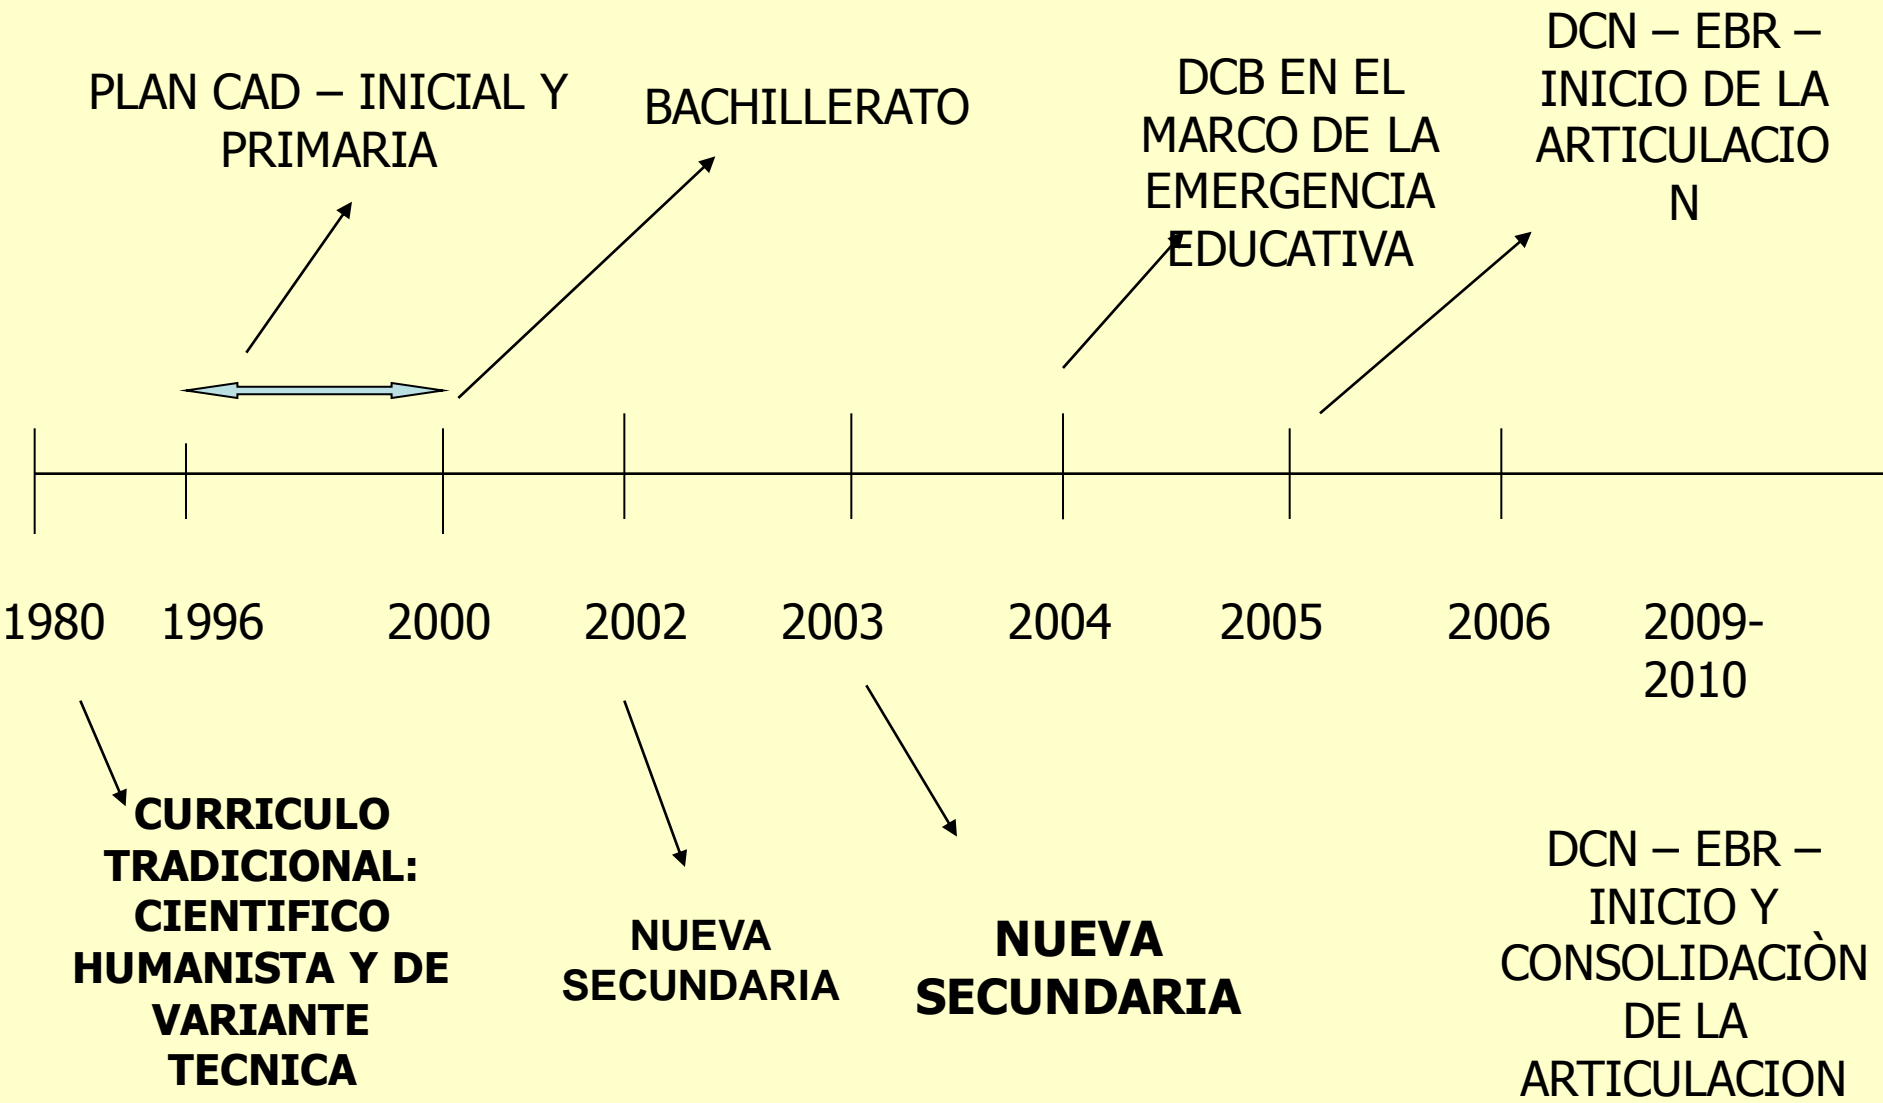 PLAN CAD – INICIAL Y
PRIMARIA
BACHILLERATO
DCB EN EL
MARCO DE LA
EMERGENCIA
EDUCATIVA
DCN – EBR –
INICIO DE LA
ARTICULACIO
N
1980
1996
2000
2002
2003
2004
2005
2006
2009-
2010
CURRICULO
TRADICIONAL:
CIENTIFICO
HUMANISTA Y DE
VARIANTE
TECNICA
NUEVA
SECUNDARIA
NUEVA
SECUNDARIA
DCN – EBR –
INICIO Y
CONSOLIDACIÒN
DE LA
ARTICULACION